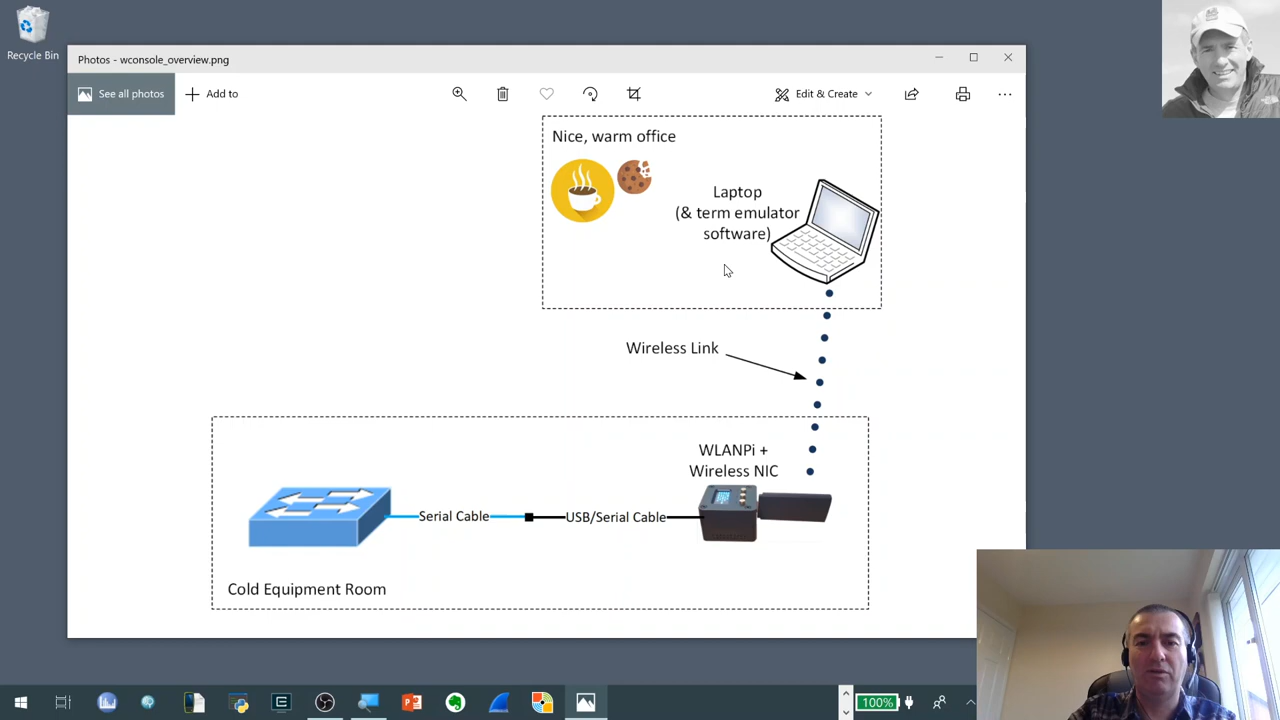 Recycle Bin
Photos - wconsole_overview.png
See all photos
Add to
Edit & Create
Nice, warm office
Laptop
(& term emulator
software)
Wireless Link
WLANPi +
Wireless NIC
Serial Cable
USB/Serial Cable
Cold Equipment Room
100%